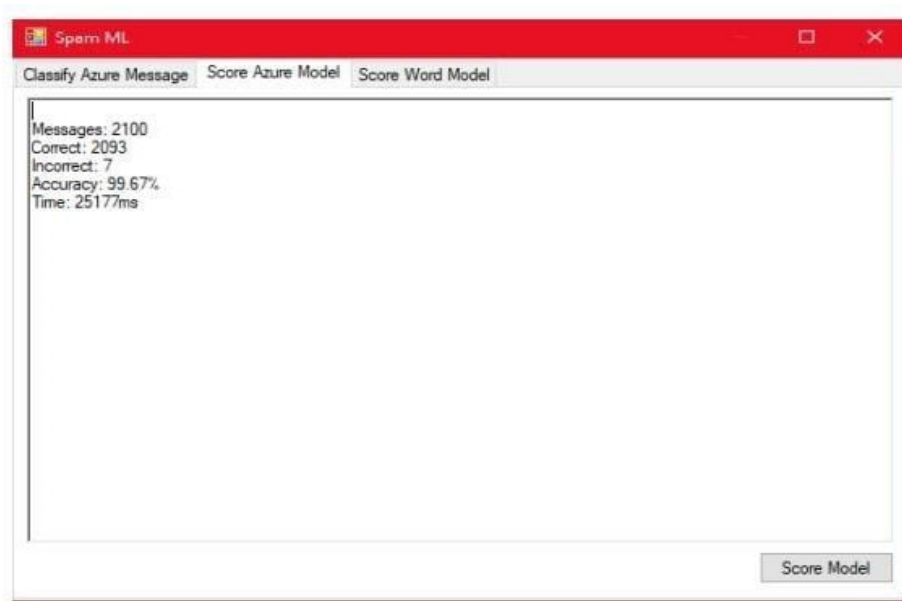 Spam ML
Classify Azure Message Score Azure Model Score Word Model
Messages: 2100
Correct: 2093
Incorrect: 7
Accuracy: 99.67%
Time: 25177ms
Score Model